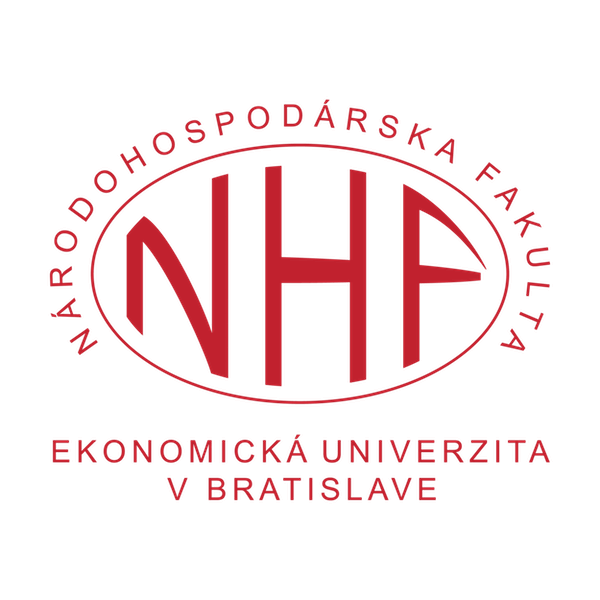 NÁRODOHOSPODÁRSKA FAKULTA
NHF
EKONOMICKÁ UNIVERZITA
V BRATISLAVE